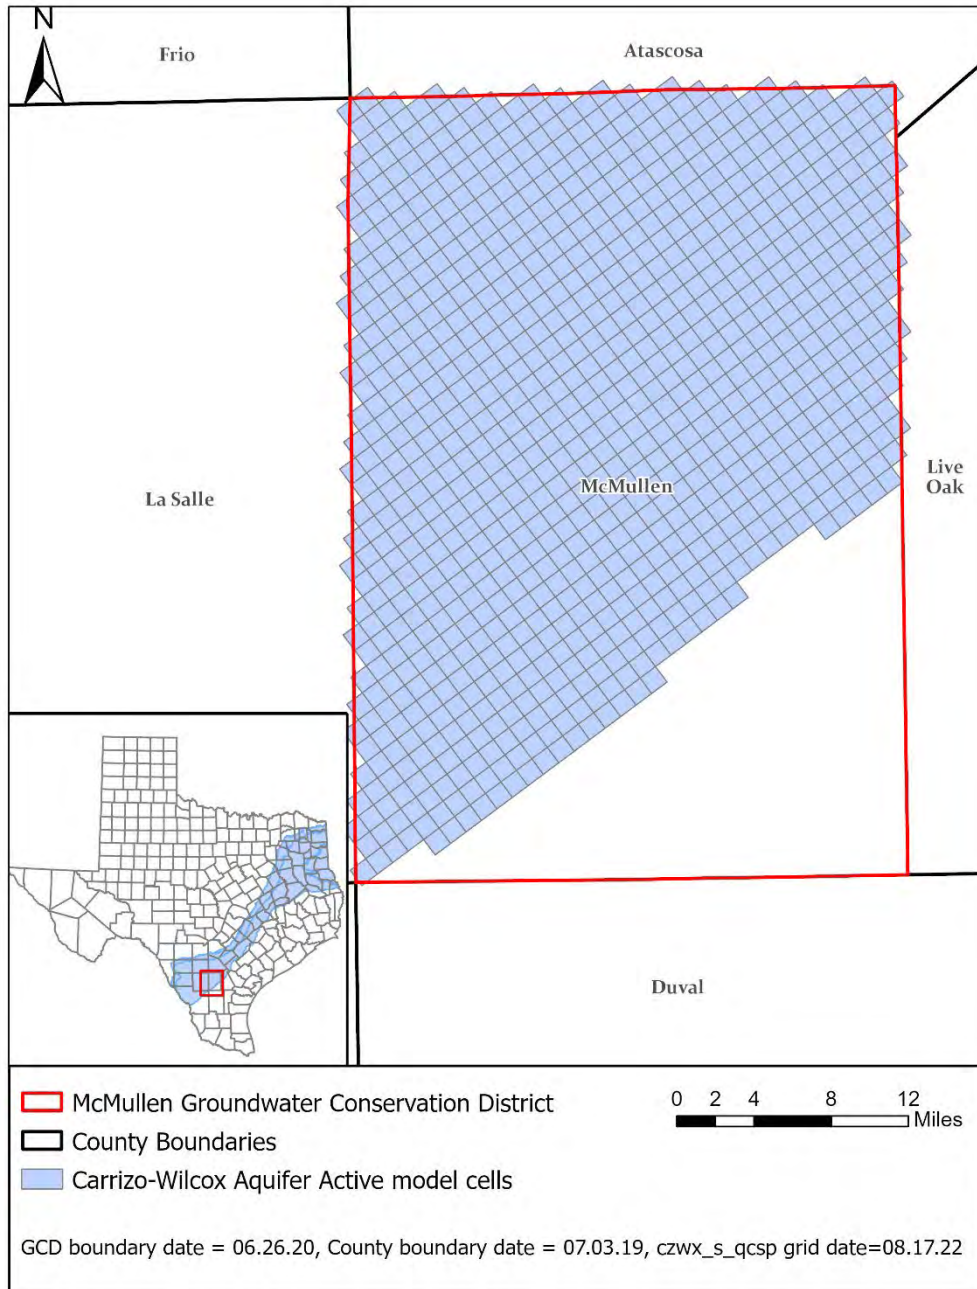 N
Frio
Atascosa
La Salle
McMullen
Live
Oak
Duval
McMullen Groundwater Conservation District
County Boundaries
Carrizo-Wilcox Aquifer Active model cells
0 2 4 8 12
Miles
GCD boundary date = 06.26.20, County boundary date = 07.03.19, czwx_s_qcsp grid date=08.17.22